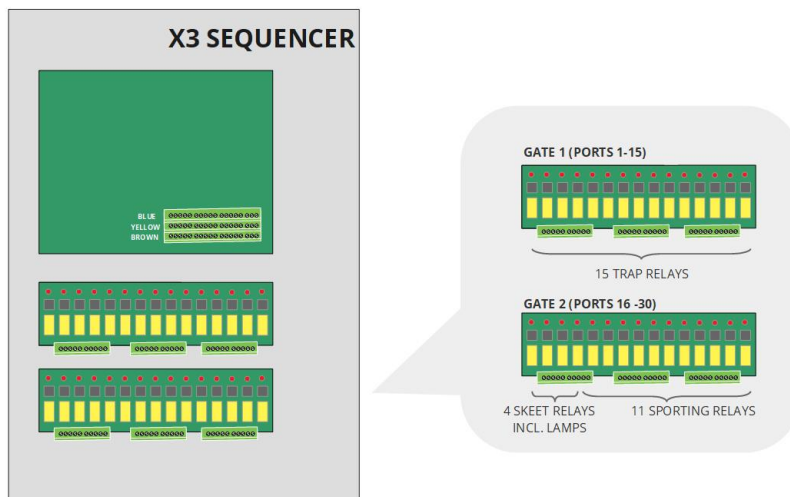 X3 SEQUENCER
BLUE
YELLOW
BROWN
GATE 1 (PORTS 1-15)
15 TRAP RELAYS
GATE 2 (PORTS 16 -30)
4 SKEET RELAYS
INCL. LAMPS
11 SPORTING RELAYS